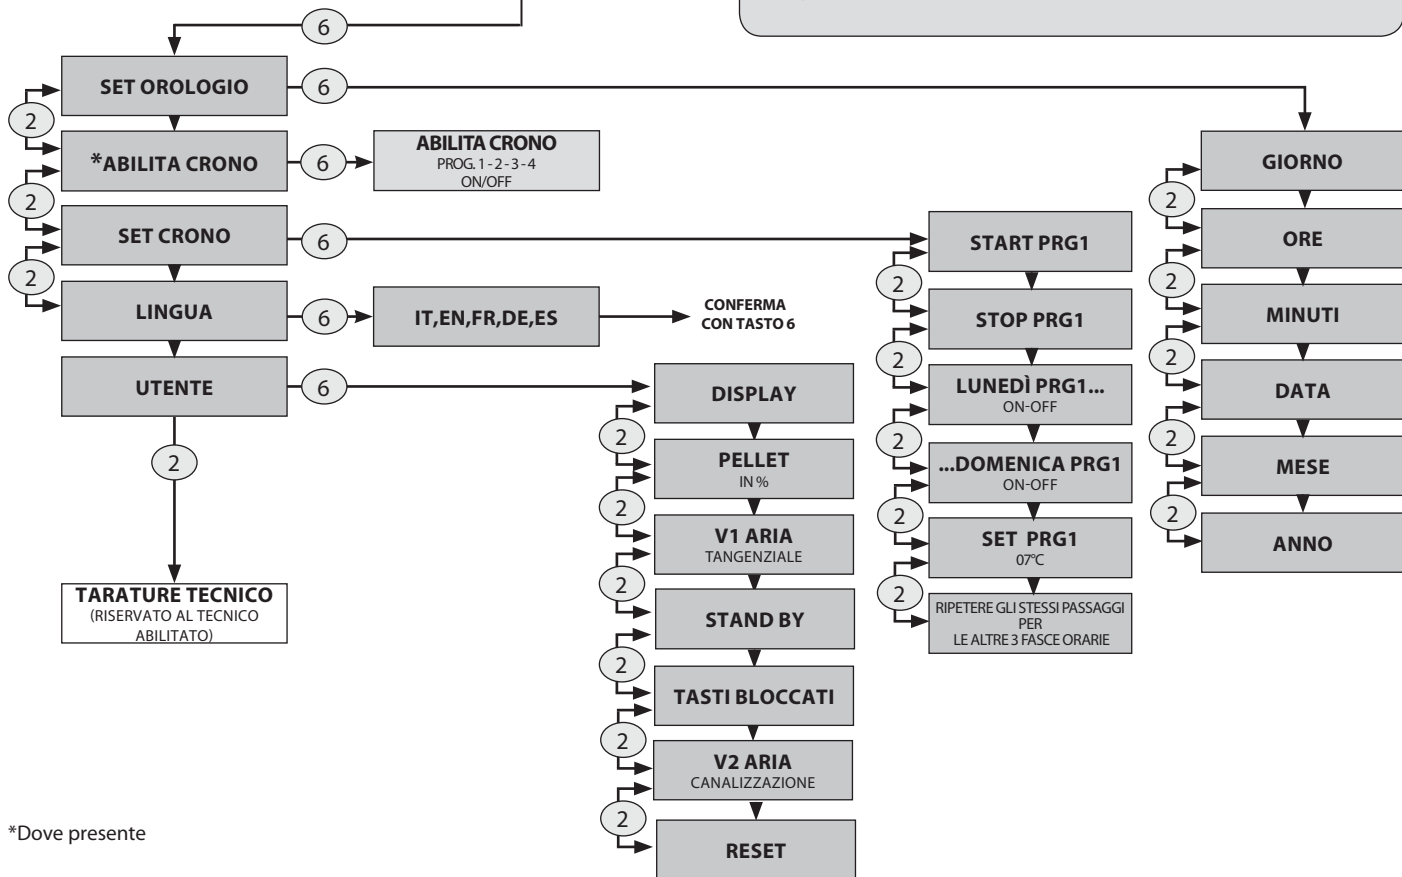 6
SET OROLOGIO
6
2
*ABILITA CRONO
6
ABILITA CRONO
PROG. 1 - 2 - 3 - 4
ON/OFF
2
SET CRONO
6
2
LINGUA
6
IT,EN,FR,DE,ES
CONFERMA
CON TASTO 6
UTENTE
6
2
TARATURE TECNICO
(RISERVATO AL TECNICO
ABILITATO)
DISPLAY
2
PELLET
IN %
2
V1 ARIA
TANGENZIALE
2
STAND BY
2
TASTI BLOCCATI
2
V2 ARIA
CANALIZZAZIONE
2
RESET
START PRG1
2
STOP PRG1
2
LUNEDÌ PRG1...
ON-OFF
2
...DOMENICA PRG1
ON-OFF
2
SET PRG1
07°C
2
RIPETERE GLI STESSI PASSAGGI
PER
LE ALTRE 3 FASCE ORARIE
GIORNO
2
ORE
2
MINUTI
2
DATA
2
MESE
2
ANNO
*Dove presente